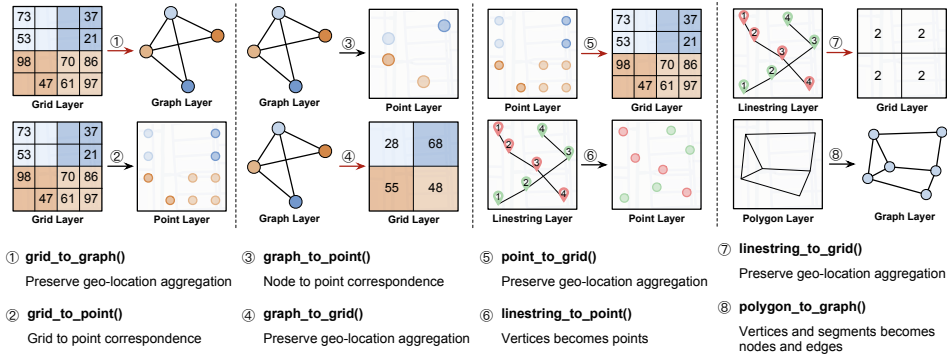 73 37
53 21
98 70 86
47 61 97
Grid Layer
①
Graph Layer
Graph Layer
③
Point Layer
Point Layer
⑤
73 37
53 21
98 70 86
47 61 97
Grid Layer
1 2 3 4
1 2 3 4
Linestring Layer
⑦
2 2
2 2
Grid Layer
73 37
53 21
98 70 86
47 61 97
Grid Layer
②
Point Layer
Graph Layer
④
28 68
55 48
Grid Layer
1 2 3 4
1 2 3 4
Linestring Layer
⑥
Point Layer
Polygon Layer
⑧
Graph Layer
① grid_to_graph()
Preserve geo-location aggregation
② grid_to_point()
Grid to point correspondence
③ graph_to_point()
Node to point correspondence
④ graph_to_grid()
Preserve geo-location aggregation
⑤ point_to_grid()
Preserve geo-location aggregation
⑥ linestring_to_point()
Vertices becomes points
⑦ linestring_to_grid()
Preserve geo-location aggregation
⑧ polygon_to_graph()
Vertices and segments becomes
nodes and edges